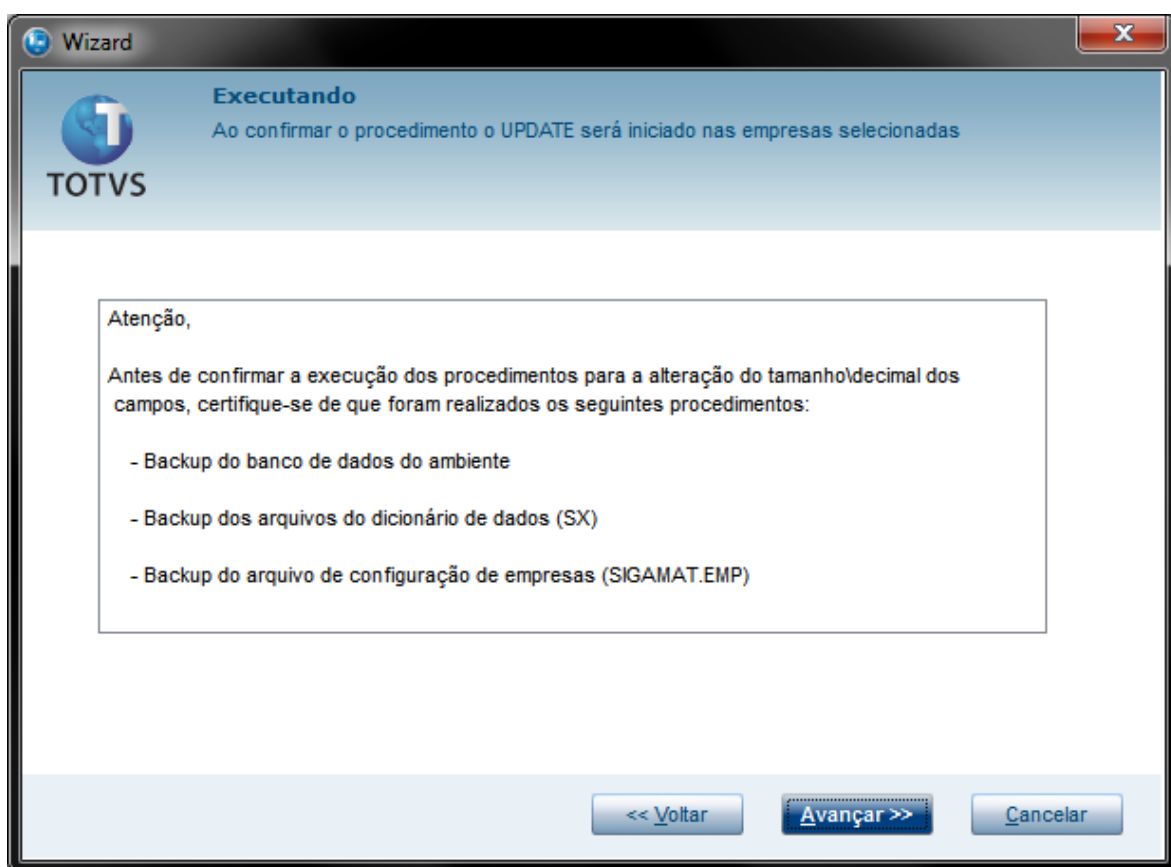 Wizard
Executando
Ao confirmar o procedimento o UPDATE será iniciado nas empresas selecionadas
T
TOTVS
Atenção,
Antes de confirmar a execução dos procedimentos para a alteração do tamanho\decimal dos
campos, certifique-se de que foram realizados os seguintes procedimentos:
- Backup do banco de dados do ambiente
- Backup dos arquivos do dicionário de dados (SX)
- Backup do arquivo de configuração de empresas (SIGAMAT.EMP)
<< Voltar
Avançar >>
Cancelar